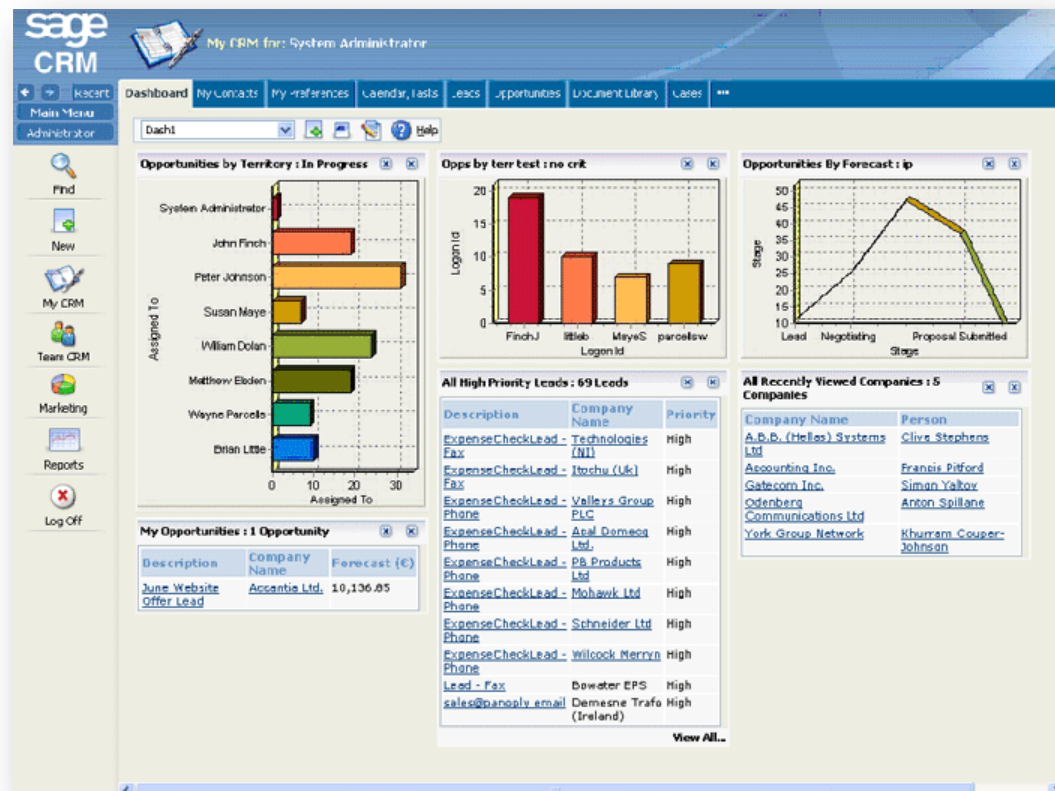 sage
CRM
My CRM for: System Administrator
Recent
Main Menu
Administrator
Dashboard
My Contacts
My Preferences
Calendar, Tasks
Leads
Opportunities
Document Library
Cases
Dash1
Help
Find
New
My CRM
Team CRM
Marketing
Reports
Log Off
Opportunities by Territory : In Progress
Assigned To
System Administrator
John Finch
Peter Johnson
Susan Maye
William Dolan
Matthew Ebden
Wayne Parcells
Brian Little
0 10 20 30
Assigned To
My Opportunities : 1 Opportunity
Description Company Name Forecast (€)
June Website Offer Lead Accentia Ltd. 10,136.85
Opps by terr test : no crit
Logon Id
20
15
10
5
0
FinchJ littleb MayeS parcellsw
Logon Id
All High Priority Leads : 69 Leads
Description Company Name Priority
ExpenseCheckLead - Fax Technologies (NI) High
ExpenseCheckLead - Fax Itochu (Uk) High
ExpenseCheckLead - Phone Valleys Group PLC High
ExpenseCheckLead - Phone Ltd. High
ExpenseCheckLead - Phone PB Products Ltd High
ExpenseCheckLead - Phone Mohawk Ltd High
ExpenseCheckLead - Phone Schneider Ltd High
ExpenseCheckLead - Phone Wilcock Merryn High
Lead - Fax Bowater EPS High
sales@panoply email Demesne Trafo (Ireland) High
View All...
Opportunities By Forecast : ip
Stage
50
45
40
35
30
25
20
15
10
Lead Negotiating Proposal Submitted
Stage
All Recently Viewed Companies : 5
Companies
Company Name Person
A.B.B. (Hellas) Systems Ltd Clive Stephens
Accounting Inc. Francis Pitford
Gatecom Inc. Simon Yaltov
Odenberg Communications Ltd Anton Spillane
York Group Network Khurram Couper-Johnson